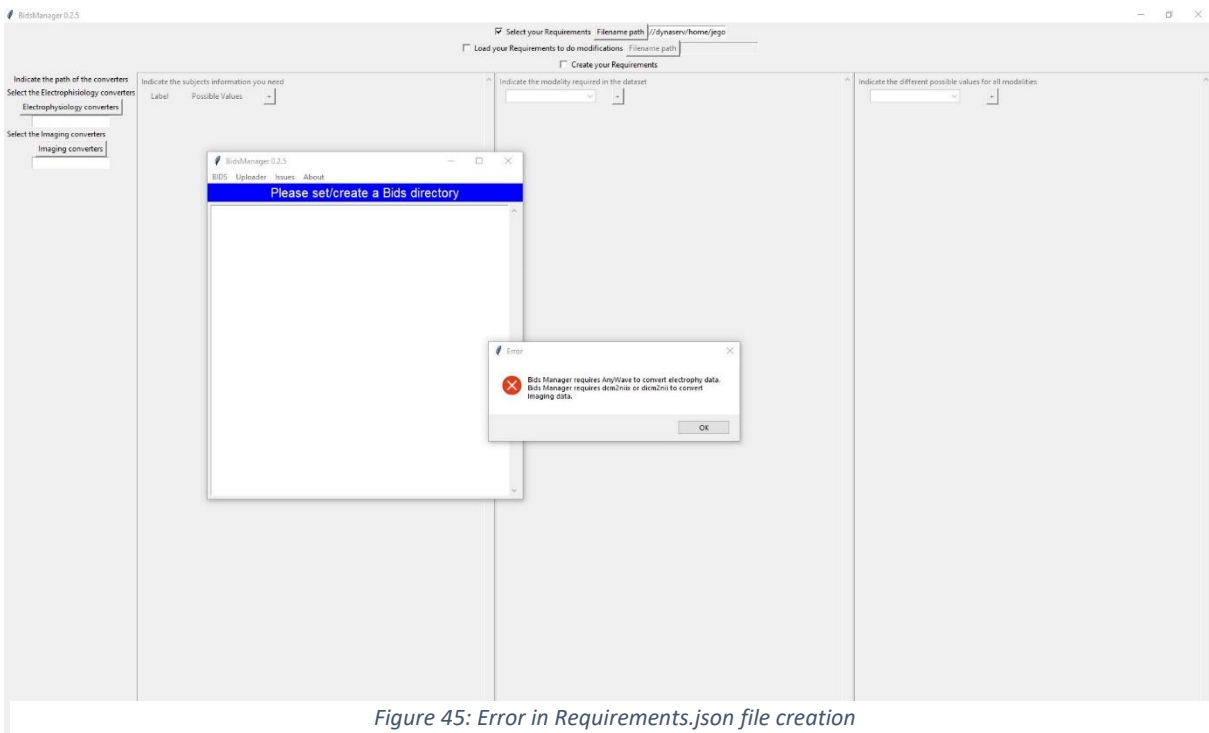 BidsManager 0.2.5
Select your Requirements Filename path //dynaserv/home/jego
Load your Requirements to do modifications Filename path
Create your Requirements
Indicate the path of the converters
Select the Electrophisiology converters
Electrophysiology converters
Select the Imaging converters
Imaging converters
Indicate the subjects information you need
Label Possible Values +
Indicate the modality required in the dataset
+
Indicate the different possible values for all modalities
+
BidsManager 0.2.5
BIDS Uploader Issues About
Please set/create a Bids directory
Error
Bids Manager requires AnyWave to convert electrophy data.
Bids Manager requires dcm2niix or dicm2nii to convert
Imaging data.
OK
Figure 45: Error in Requirements.json file creation